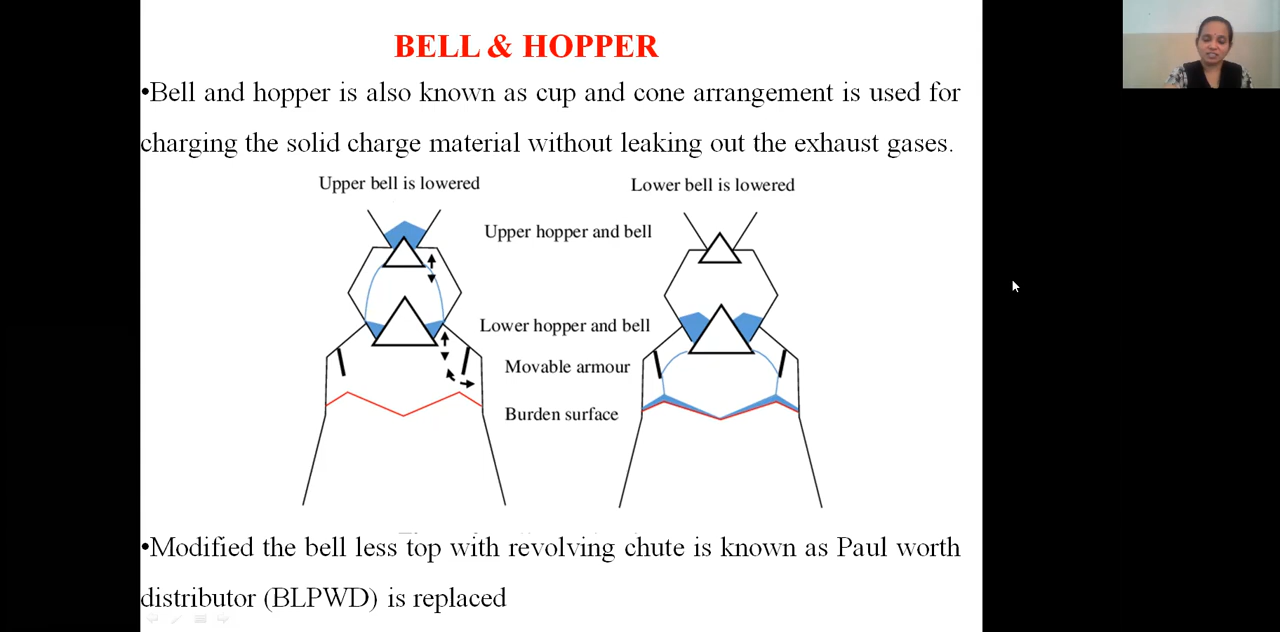 BELL & HOPPER
•Bell and hopper is also known as cup and cone arrangement is used for
charging the solid charge material without leaking out the exhaust gases.
Upper bell is lowered
Lower bell is lowered
Upper hopper and bell
Lower hopper and bell
Movable armour
Burden surface
•Modified the bell less top with revolving chute is known as Paul worth
distributor (BLPWD) is replaced